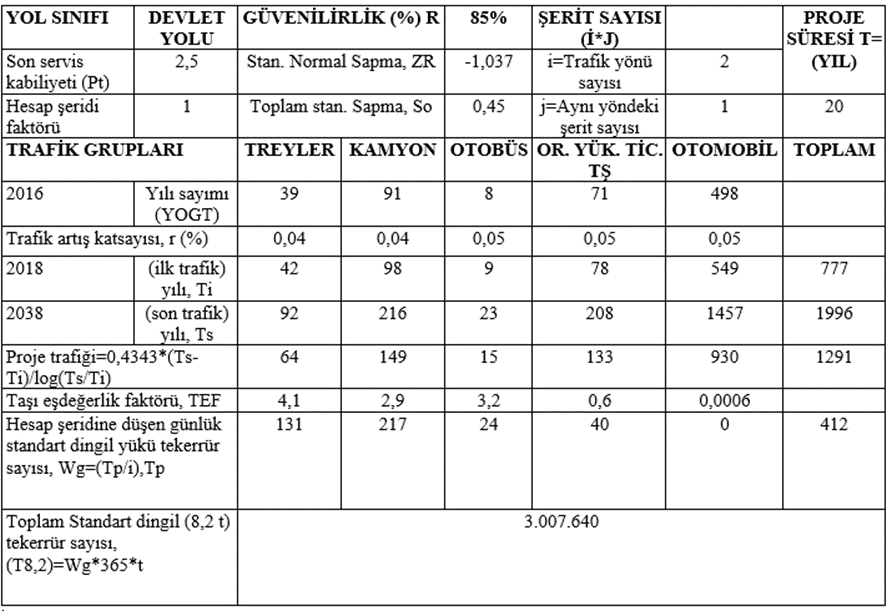 YOL SINIFI DEVLET YOLU GÜVENİLİRLİK (%) R 85% ŞERİT SAYISI (İ*J) PROJE SÜRESİ T= (YIL)
Son servis kabiliyeti (Pt) 2,5 Stan. Normal Sapma, ZR -1,037 i=Trafik yönü sayısı 2
Hesap şeridi faktörü 1 Toplam stan. Sapma, So 0,45 j=Aynı yöndeki şerit sayısı 1 20
TRAFİK GRUPLARI TREYLER KAMYON OTOBÜS OR. YÜK. TİC. TŞ OTOMOBİL TOPLAM
2016 Yılı sayımı (YOGT) 39 91 8 71 498
Trafik artış katsayısı, r (%) 0,04 0,04 0,05 0,05 0,05
2018 (ilk trafik) yılı, Ti 42 98 9 78 549 777
2038 (son trafik) yılı, Ts 92 216 23 208 1457 1996
Proje trafiği=0,4343*(Ts-Ti)/log(Ts/Ti) 64 149 15 133 930 1291
Taşı eşdeğerlik faktörü, TEF 4,1 2,9 3,2 0,6 0,0006
Hesap şeridine düşen günlük standart dingil yükü tekerrür sayısı, Wg=(Tp/i),Tp 131 217 24 40 0 412
Toplam Standart dingil (8,2 t) tekerrür sayısı, (T8,2)=Wg*365*t 3.007.640